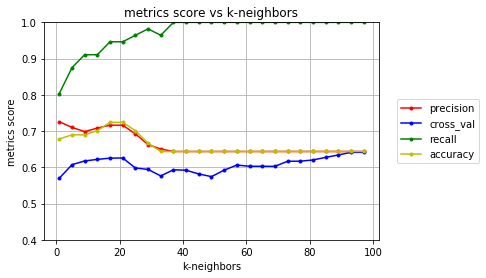 metrics score vs k-neighbors
1.0
0.9
0.8
0.7
0.6
0.5
0.4
metrics score
0 20 40 60 80 100
k-neighbors
precision
cross_val
recall
accuracy